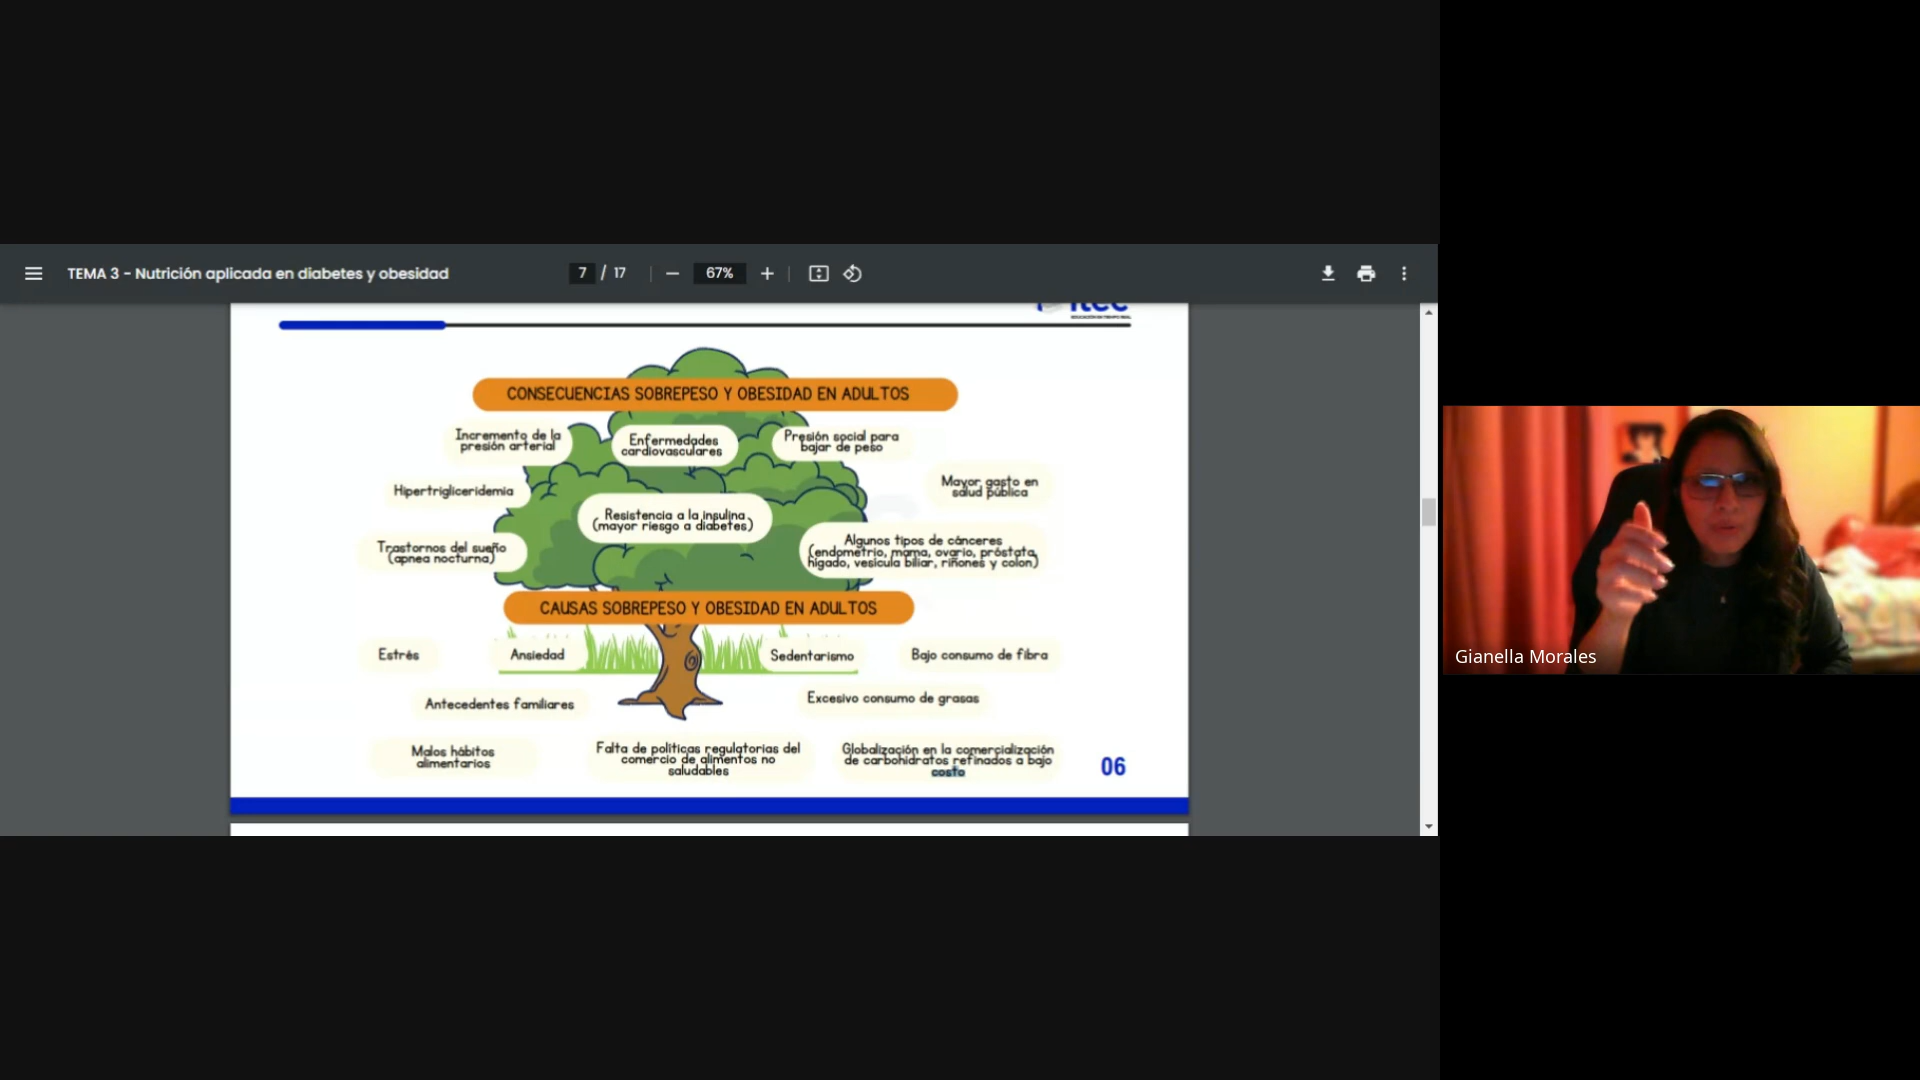 TEMA 3 - Nutrición aplicada en diabetes y obesidad
7 / 17
67%
CONSECUENCIAS SOBREPESO Y OBESIDAD EN ADULTOS
Incremento de la
presión arterial
Enfermedades
cardiovasculares
Presión social para
bajar de peso
Hipertrigliceridemia
Mayor gasto en
salud pública
Resistencia a la insulina
(mayor riesgo a diabetes)
Trastornos del sueño
(apnea nocturna)
Algunos tipos de cánceres
(endometrio, mama, ovario, próstata,
hígado, vesícula biliar, riñones y colon)
CAUSAS SOBREPESO Y OBESIDAD EN ADULTOS
Estrés
Ansiedad
Sedentarismo
Bajo consumo de fibra
Antecedentes familiares
Excesivo consumo de grasas
Malos hábitos
alimentarios
Falta de políticas regulatorias del
comercio de alimentos no
saludables
Globalización en la comercialización
de carbohidratos refinados a bajo
costo
06
Gianella Morales